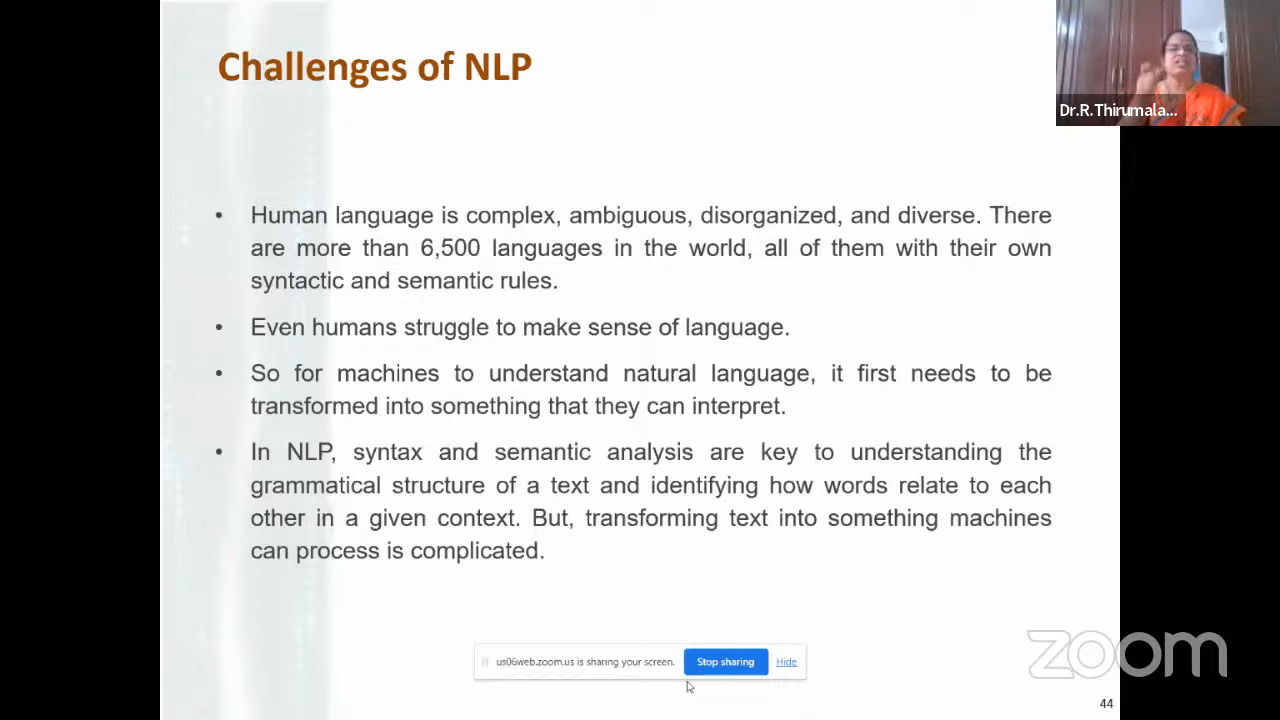 Challenges of NLP
Dr.R.Thirumala...
• Human language is complex, ambiguous, disorganized, and diverse. There
are more than 6,500 languages in the world, all of them with their own
syntactic and semantic rules.
• Even humans struggle to make sense of language.
• So for machines to understand natural language, it first needs to be
transformed into something that they can interpret.
• In NLP, syntax and semantic analysis are key to understanding the
grammatical structure of a text and identifying how words relate to each
other in a given context. But, transforming text into something machines
can process is complicated.
us06web.zoom.us is sharing your screen. Stop sharing Hide
zoom
44